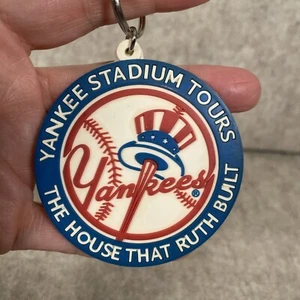 YANKEE STADIUM TOURS
Yankees®
THE HOUSE THAT RUTH BUILT